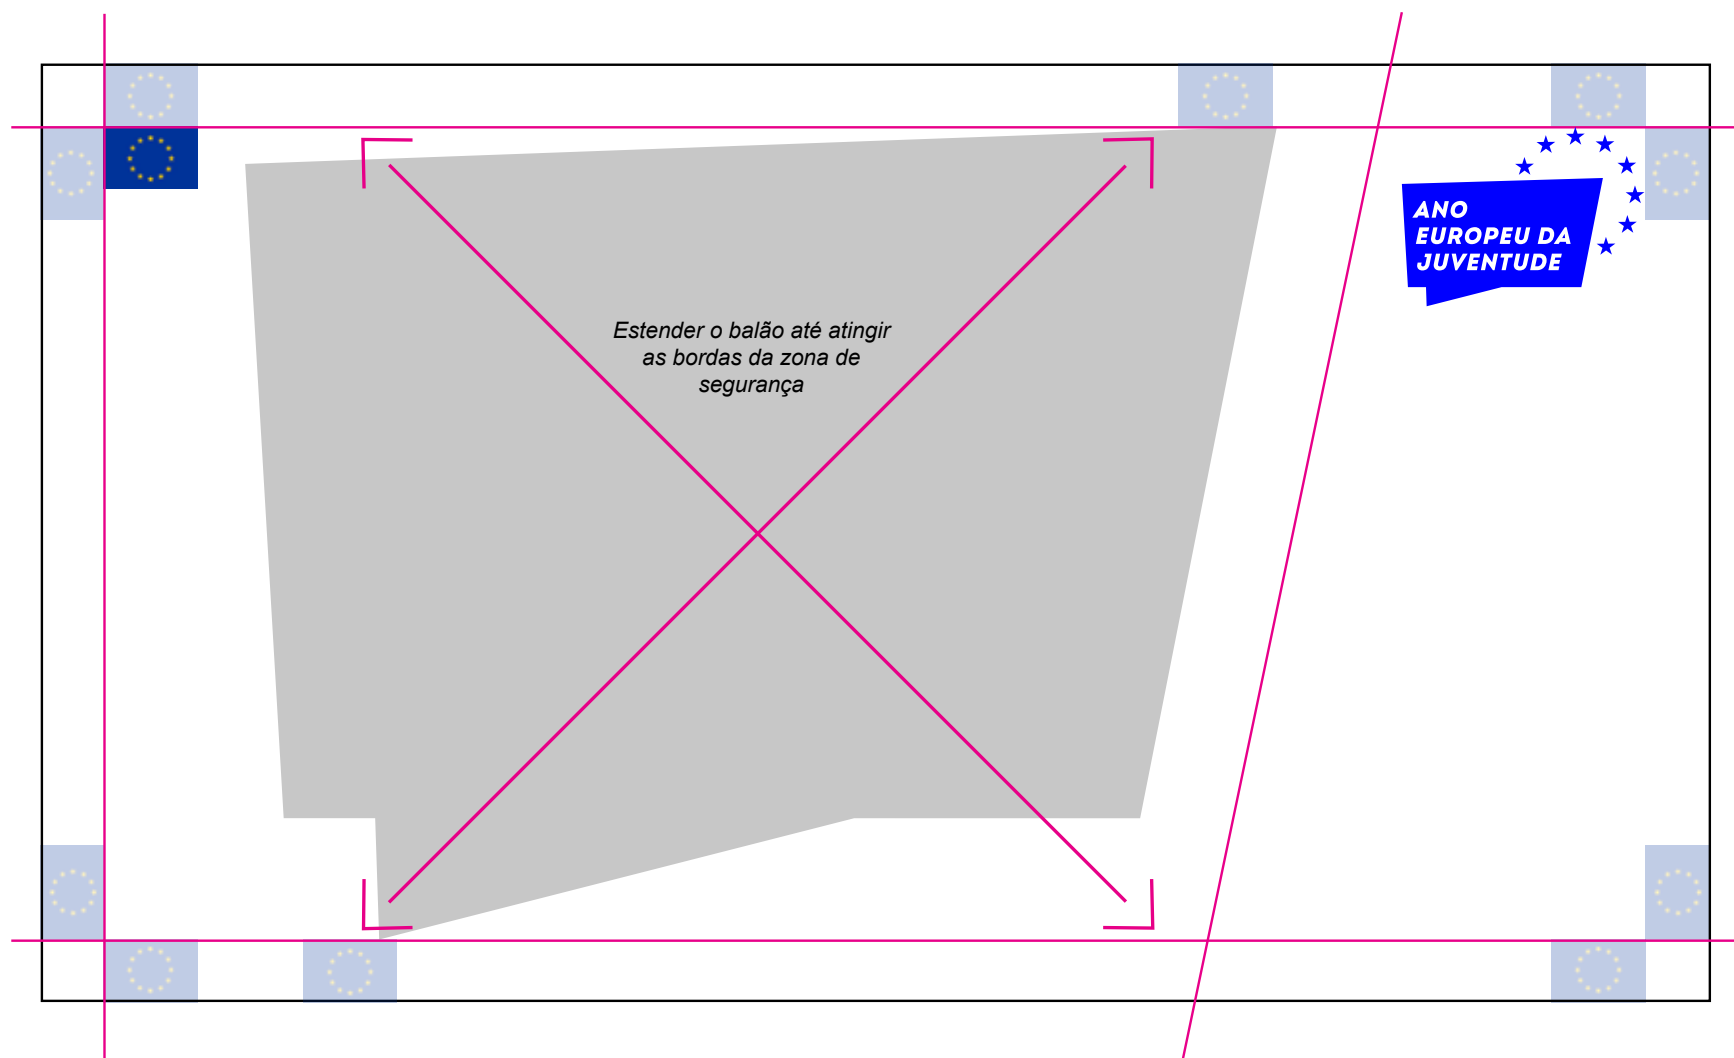 Estender o balão até atingir
as bordas da zona de
segurança
ANO
EUROPEU DA
JUVENTUDE